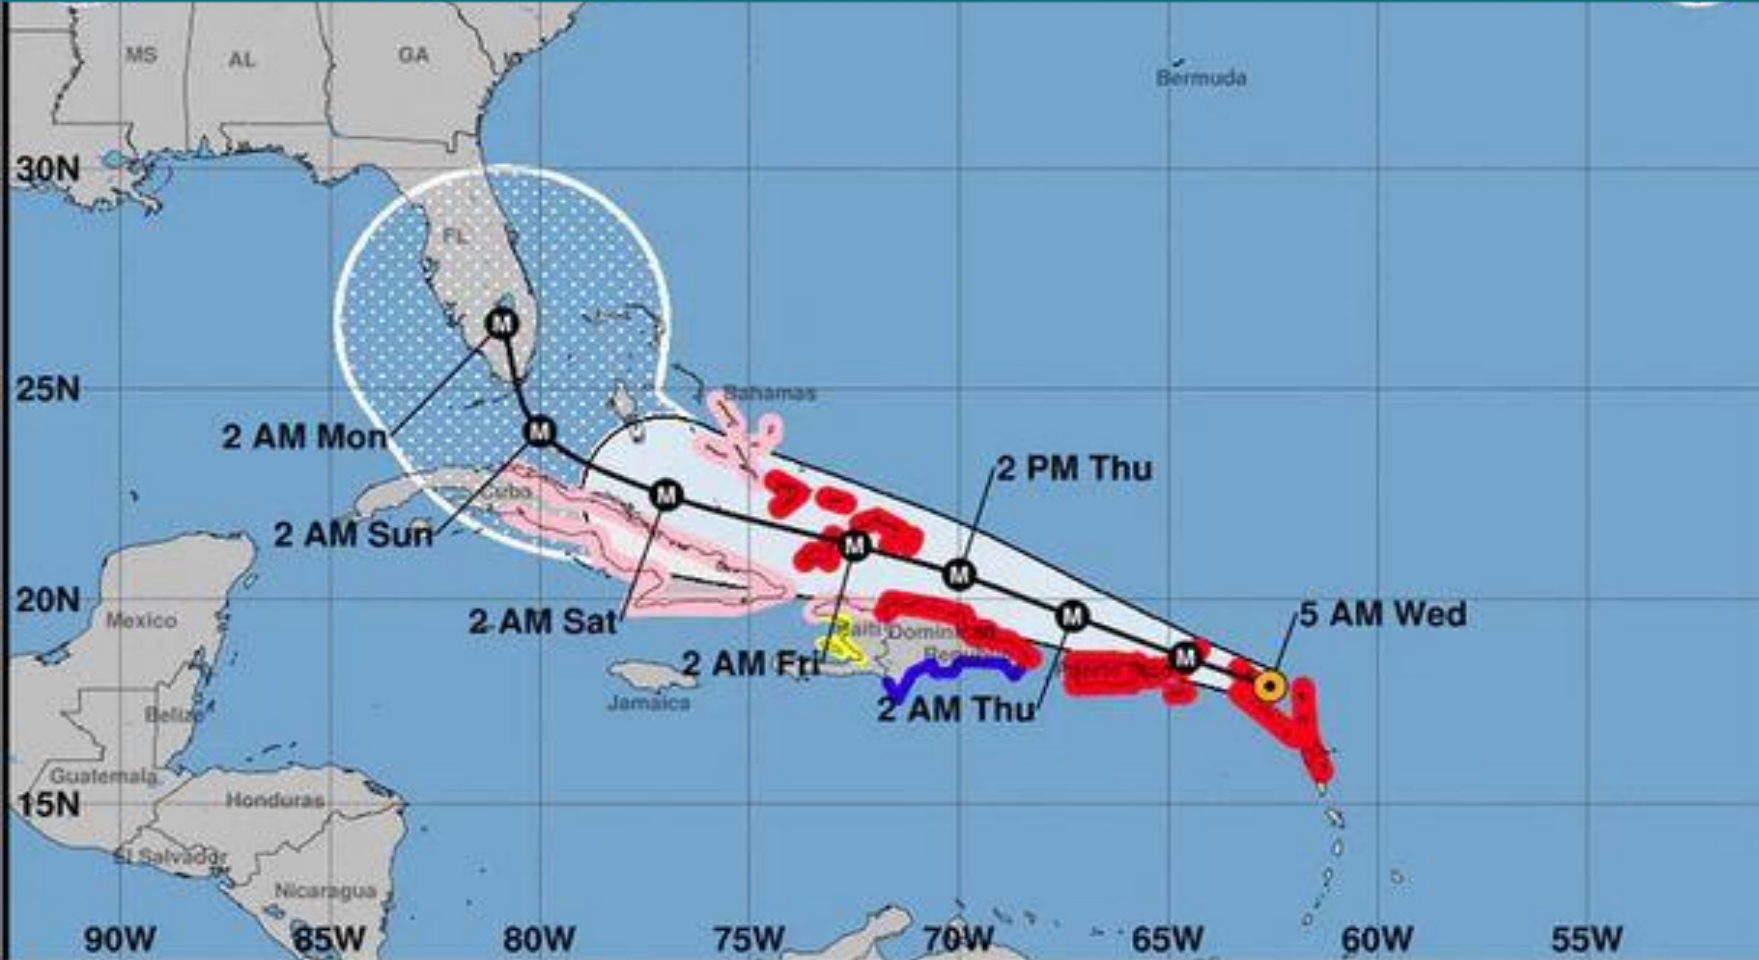 MS
AL
GA
Bermuda
30N
FL
25N
Bahamas
2 AM Mon
2 PM Thu
Cuba
2 AM Sun
20N
Mexico
2 AM Sat
5 AM Wed
Haiti
Dominican
Republic
2 AM Fri
Jamaica
2 AM Thu
Belize
Guatemala
Honduras
15N
El Salvador
Nicaragua
90W
85W
80W
75W
70W
65W
60W
55W
M
M
M
M
M
M
M